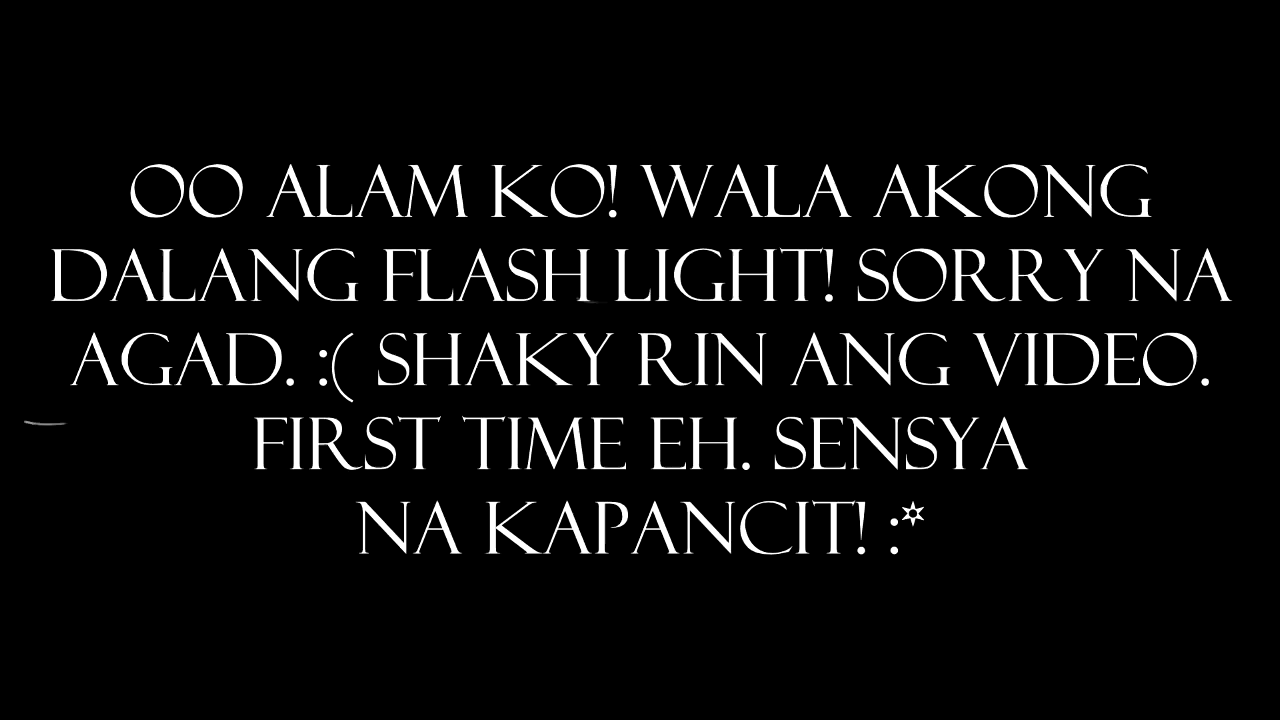 OO ALAM KO! WALA AKONG
DALANG FLASH LIGHT! SORRY NA
AGAD. :( SHAKY RIN ANG VIDEO.
FIRST TIME EH. SENSYA
NA KAPANCIT! :*